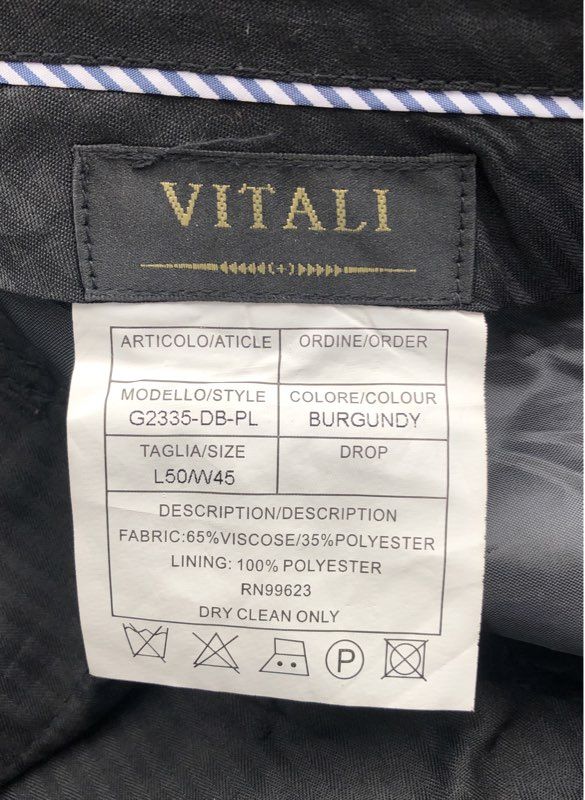 VITALI
ARTICOLO/ATICLE ORDINE/ORDER
MODELLO/STYLE COLORE/COLOUR
G2335-DB-PL BURGUNDY
TAGLIA/SIZE DROP
L50/W45
DESCRIPTION/DESCRIPTION
FABRIC:65%VISCOSE/35%POLYESTER
LINING: 100% POLYESTER
RN99623
DRY CLEAN ONLY
P